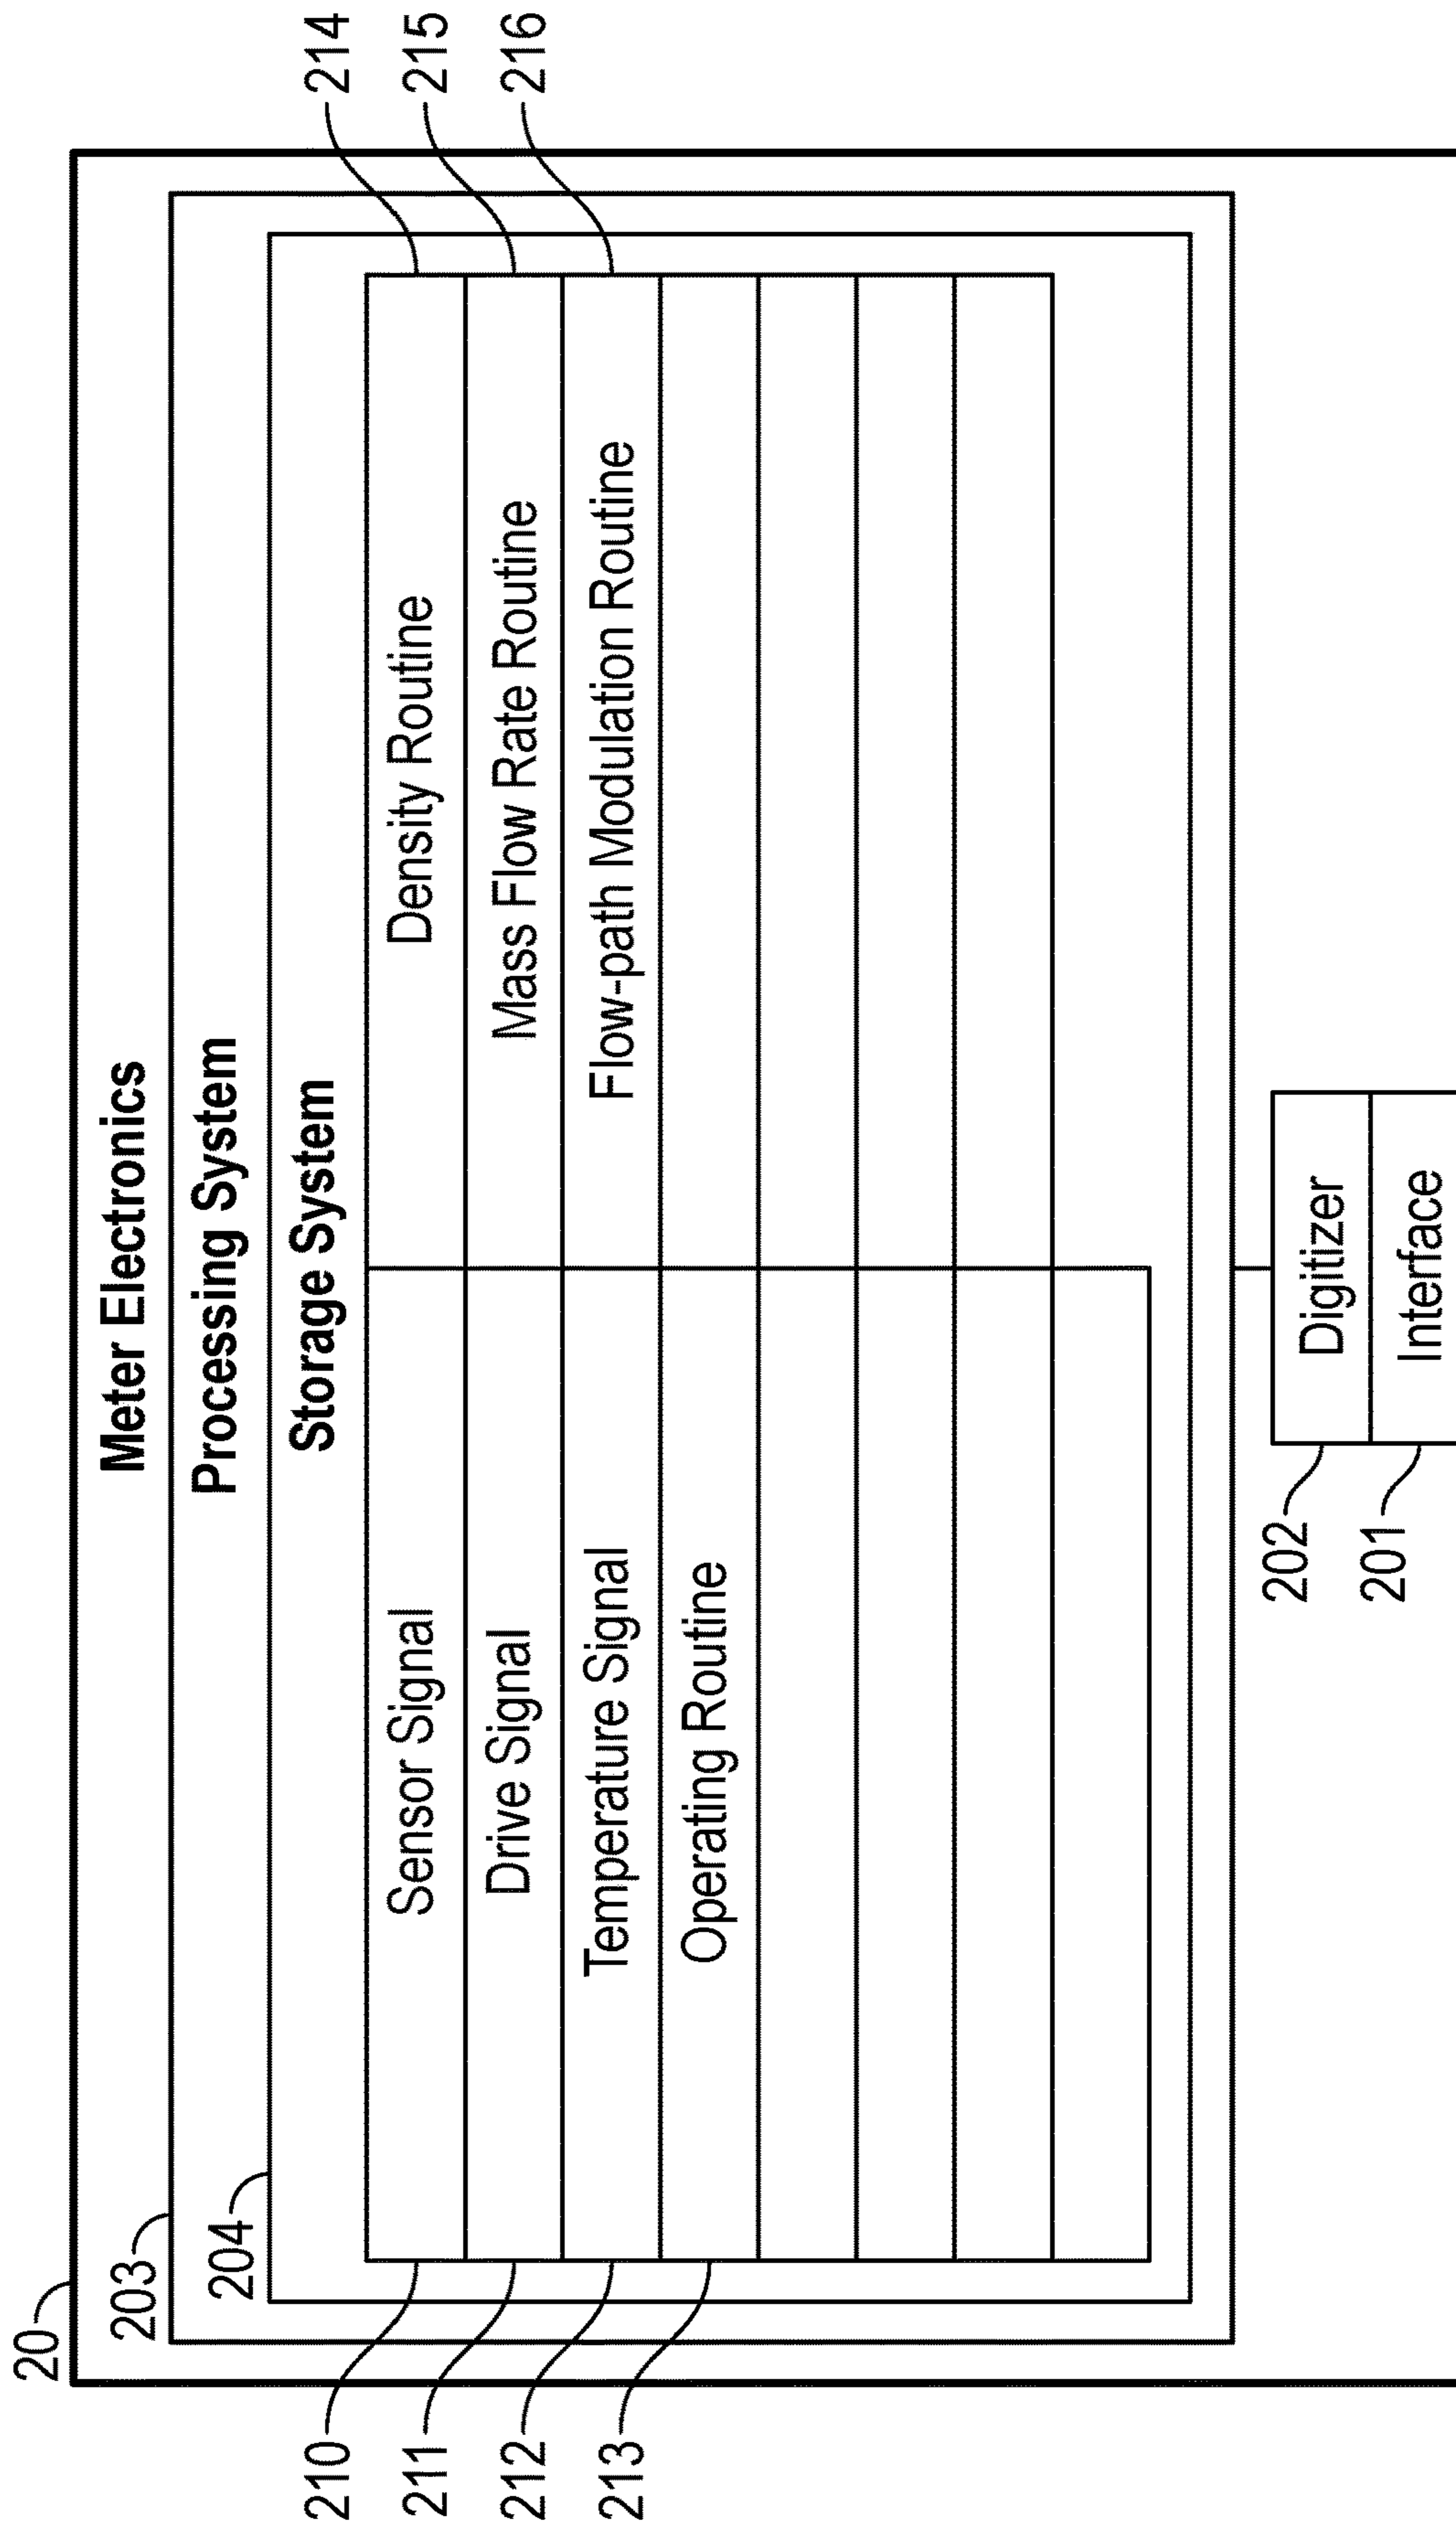 20
Meter Electronics
203
Processing System
204
Storage System
210
Sensor Signal
Density Routine
214
211
Drive Signal
Mass Flow Rate Routine
215
212
Temperature Signal
Flow-path Modulation Routine
216
213
Operating Routine
202
Digitizer
201
Interface